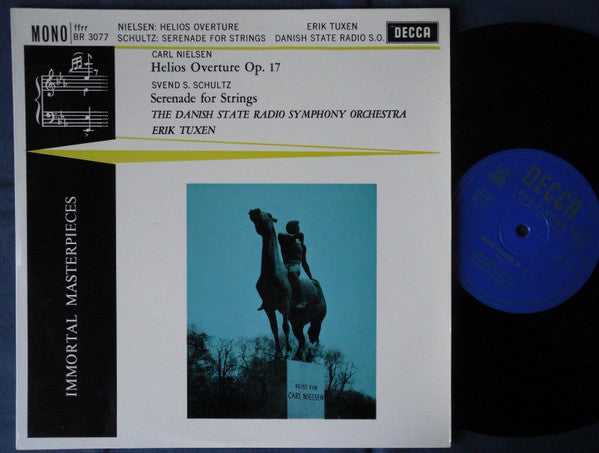 MONO
ffrr
BR 3077
NIELSEN: HELIOS OVERTURE ERIK TUXEN
SCHULTZ: SERENADE FOR STRINGS DANISH STATE RADIO S.O.
DECCA
CARL NIELSEN
Helios Overture Op. 17
SVEND S. SCHULTZ
Serenade for Strings
THE DANISH STATE RADIO SYMPHONY ORCHESTRA
ERIK TUXEN
IMMORTAL MASTERPIECES
REJST FOR
CARL NIELSEN
DECCA